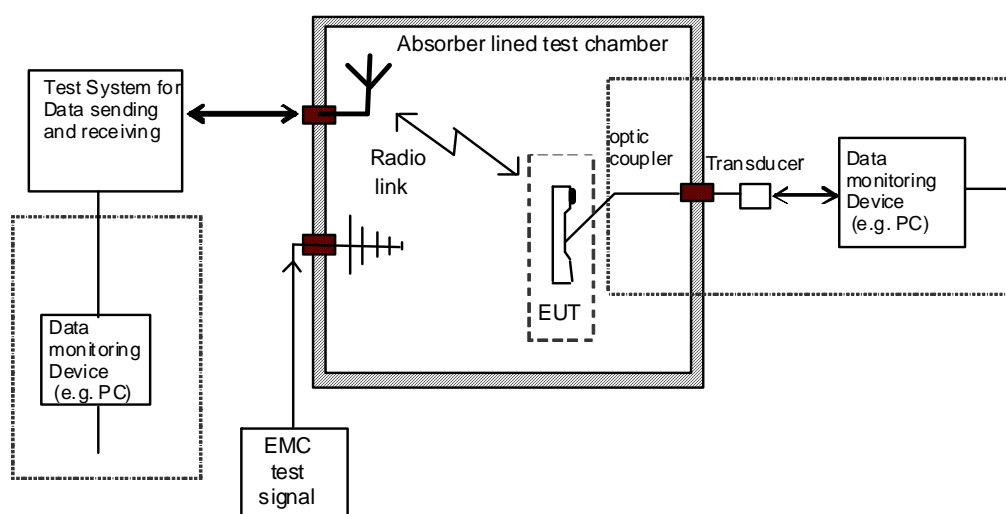 Absorber lined test chamber
Test System for
Data sending
and receiving
Radio
link
optic
coupler
Transducer
Data
monitoring
Device
(e.g. PC)
EUT
Data
monitoring
Device
(e.g. PC)
EMC
test
signal